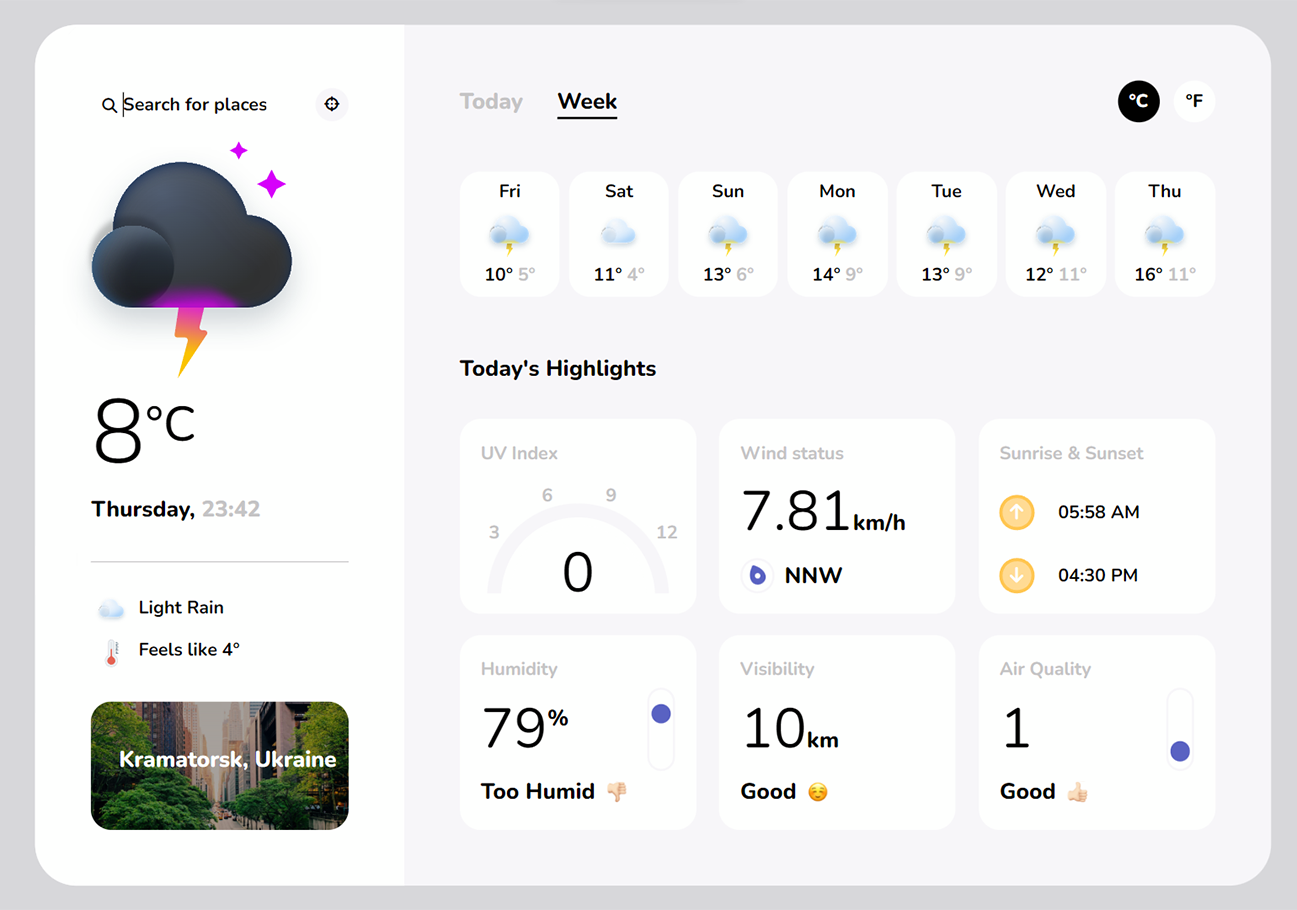 Search for places
8°C
Thursday, 23:42
Light Rain
Feels like 4°
Kramatorsk, Ukraine
Today Week
°C °F
Fri Sat Sun Mon Tue Wed Thu
10° 5° 11° 4° 13° 6° 14° 9° 13° 9° 12° 11° 16° 11°
Today's Highlights
UV Index
3 6 9 12
0
Wind status
7.81km/h
NNW
Sunrise & Sunset
05:58 AM
04:30 PM
Humidity
79%
Too Humid 👎🏻
Visibility
10km
Good ☺️
Air Quality
1
Good 👍🏻